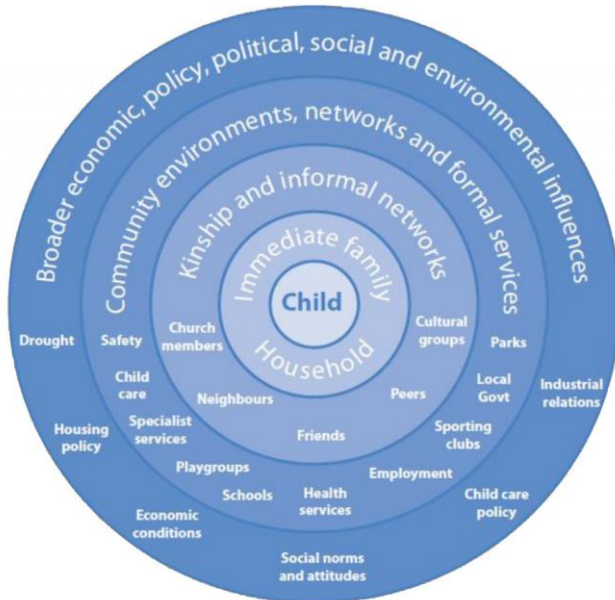 Broader economic, policy, political, social and environmental influences
Community environments, networks and formal services
Kinship and informal networks
Immediate family
Child
Household
Church
members
Cultural
groups
Neighbours
Peers
Friends
Safety
Parks
Child
care
Local
Govt
Specialist
services
Sporting
clubs
Playgroups
Employment
Schools
Health
services
Drought
Industrial
relations
Housing
policy
Child care
policy
Economic
conditions
Social norms
and attitudes